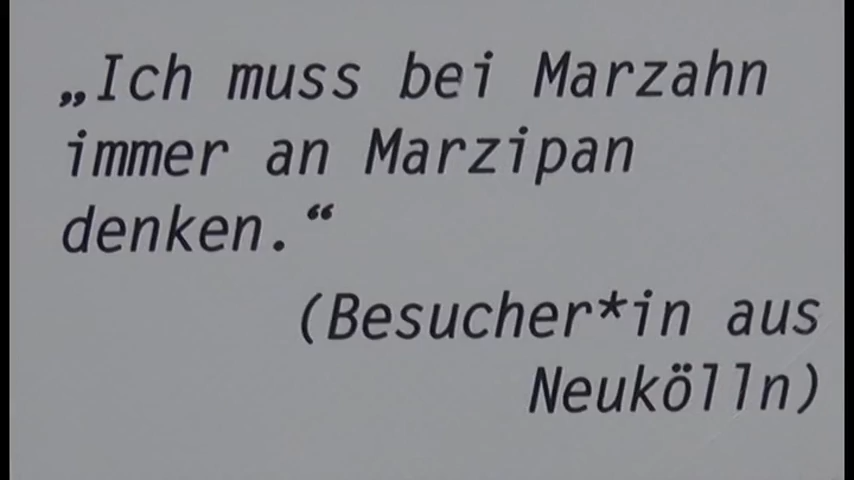 „Ich muss bei Marzahn
immer an Marzipan
denken.“
(Besucher*in aus
Neukölln)